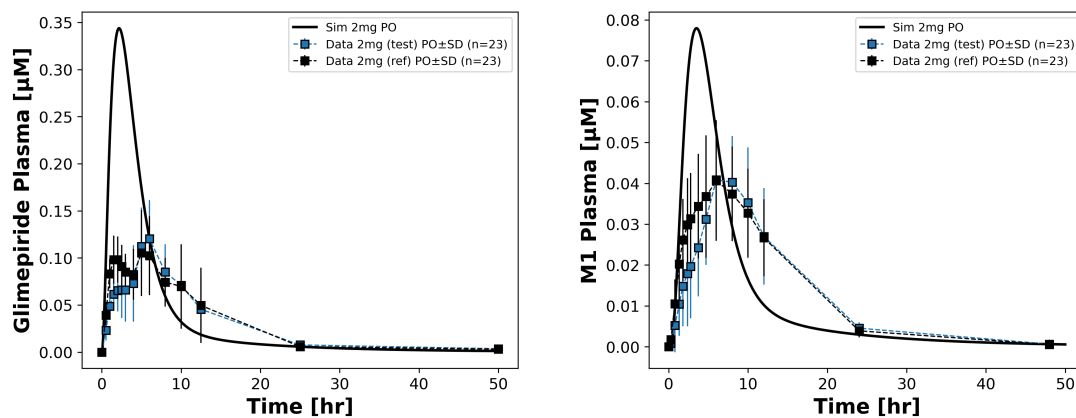 Glimepiride Plasma [µM]
0.35
0.30
0.25
0.20
0.15
0.10
0.05
0.00
Sim 2mg PO
Data 2mg (test) PO±SD (n=23)
Data 2mg (ref) PO±SD (n=23)
0 10 20 30 40 50
Time [hr]
M1 Plasma [µM]
0.08
0.07
0.06
0.05
0.04
0.03
0.02
0.01
0.00
Sim 2mg PO
Data 2mg (test) PO±SD (n=23)
Data 2mg (ref) PO±SD (n=23)
0 10 20 30 40 50
Time [hr]